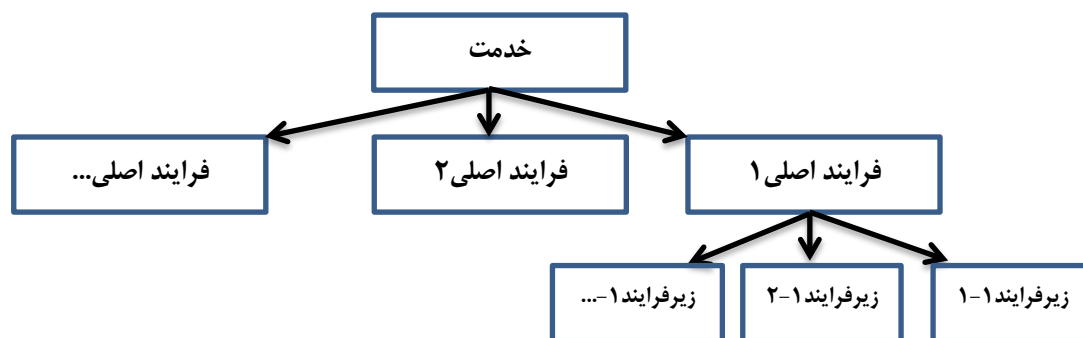 خدمت
فرایند اصلی۱
فرایند اصلی۲
فرایند اصلی...
زیرفرایند۱-۱
زیرفرایند۱-۲
زیرفرایند۱-...